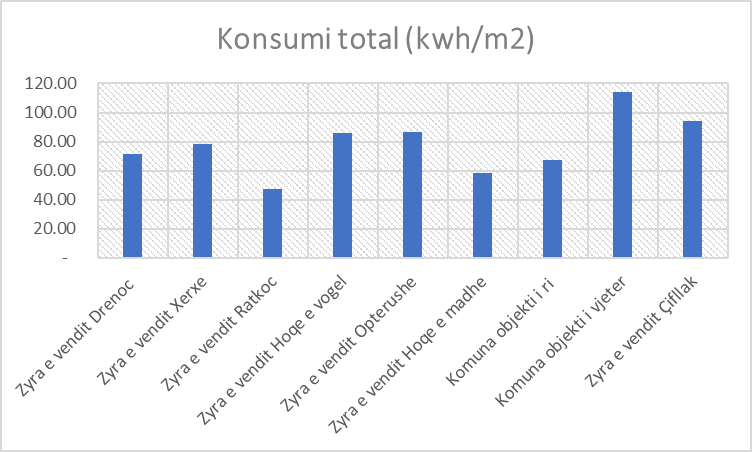 Konsumi total (kwh/m2)
120.00
100.00
80.00
60.00
40.00
20.00
-
Zyra e vendit Drenoc
Zyra e vendit Xerxe
Zyra e vendit Ratkoc
Zyra e vendit Hoqe e vogel
Zyra e vendit Opterushe
Zyra e vendit Hoqe e madhe
Komuna objekti i ri
Komuna objekti i vjeter
Zyra e vendit Çifllak